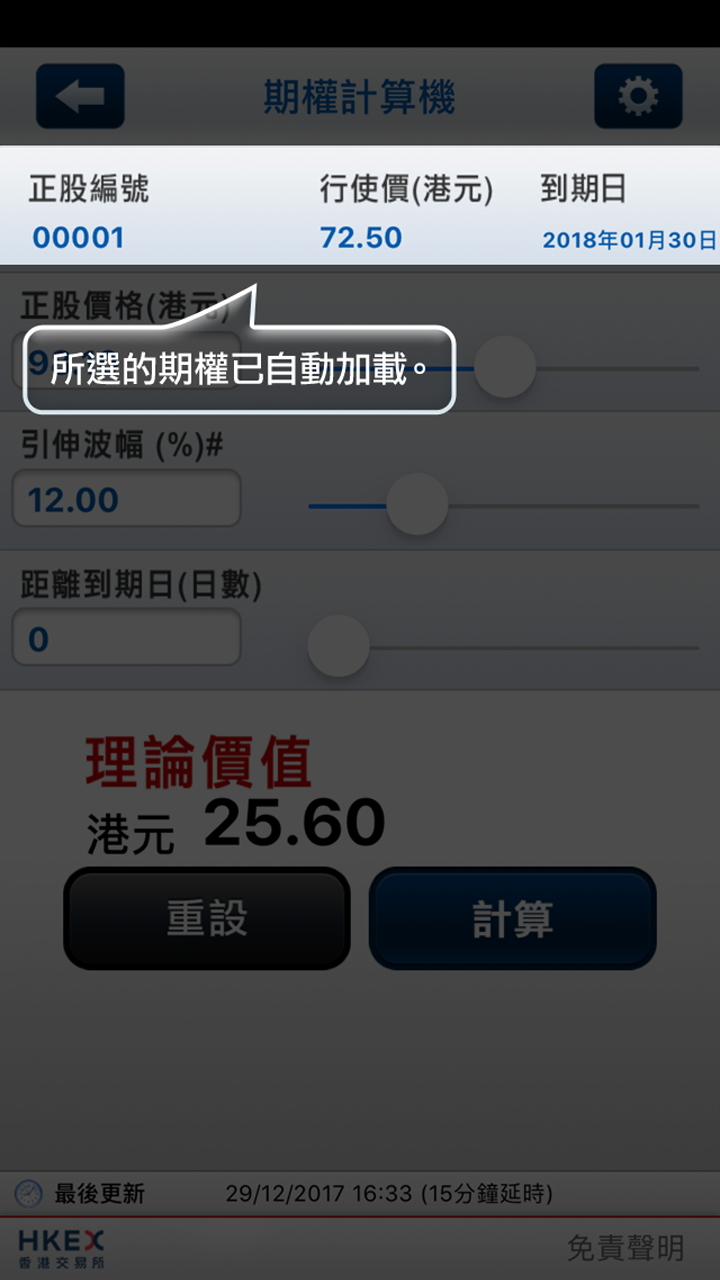 期權計算機
正股編號 行使價(港元) 到期日
00001 72.50 2018年01月30日
正股價格(港元)
所選的期權已自動加載。
引伸波幅 (%)#
12.00
距離到期日(日數)
0
理論價值
港元 25.60
重設 計算
最後更新 29/12/2017 16:33 (15分鐘延時)
HKEX
香港交易所
免責聲明